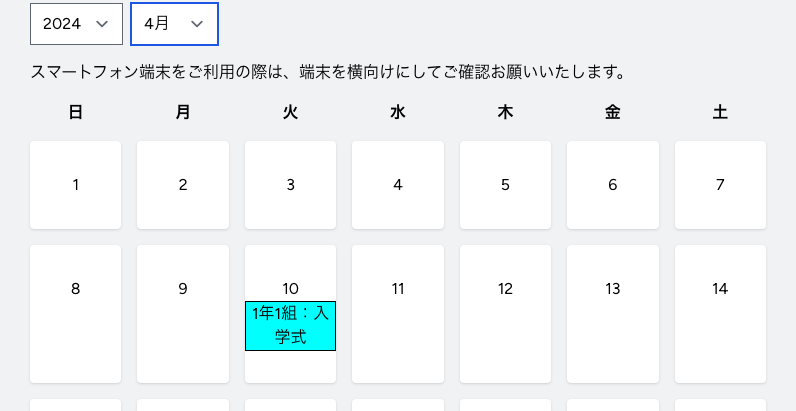 2024 4月
スマートフォン端末をご利用の際は、端末を横向けにしてご確認お願いいたします。
日 月 火 水 木 金 土
1 2 3 4 5 6 7
8 9 10 11 12 13 14
1年1組：入
学式